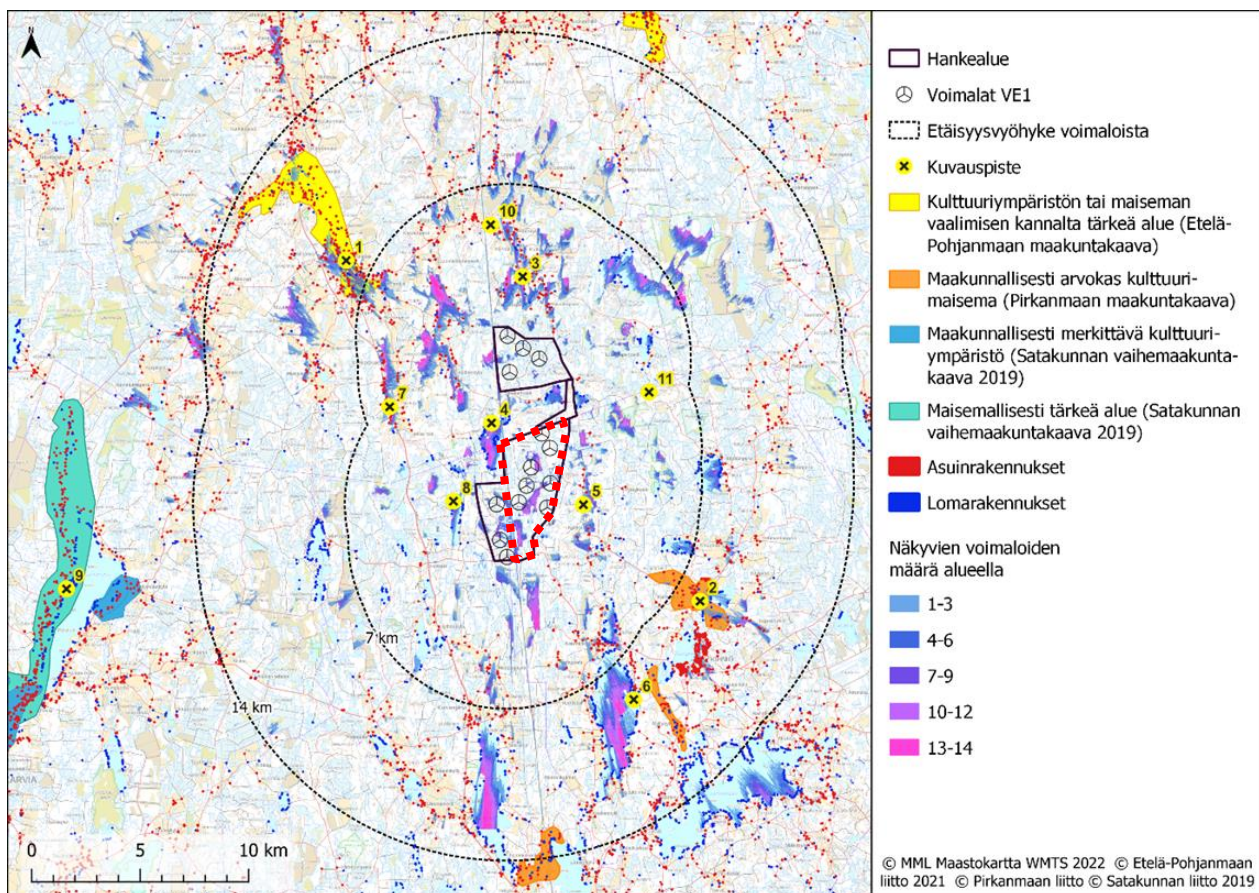 N
10
1
3
11
7
4
8
5
9
2
7 km
6
14 km
ARVIA
0 5 10 km
Hankealue
Voimalat VE1
Etäisyysvyöhyke voimaloista
Kuvauspiste
Kulttuuriympäristön tai maiseman
vaalimisen kannalta tärkeä alue (Etelä-
Pohjanmaan maakuntakaava)
Maakunnallisesti arvokas kulttuuri-
maisema (Pirkanmaan maakuntakaava)
Maakunnallisesti merkittävä kulttuuri-
ympäristö (Satakunnan vaihemaakunta-
kaava 2019)
Maisemallisesti tärkeä alue (Satakunnan
vaihemaakuntakaava 2019)
Asuinrakennukset
Lomarakennukset
Näkyvien voimaloiden
määrä alueella
1-3
4-6
7-9
10-12
13-14
© MML Maastokartta WMTS 2022 © Etelä-Pohjanmaan
liitto 2021 © Pirkanmaan liitto © Satakunnan liitto 2019